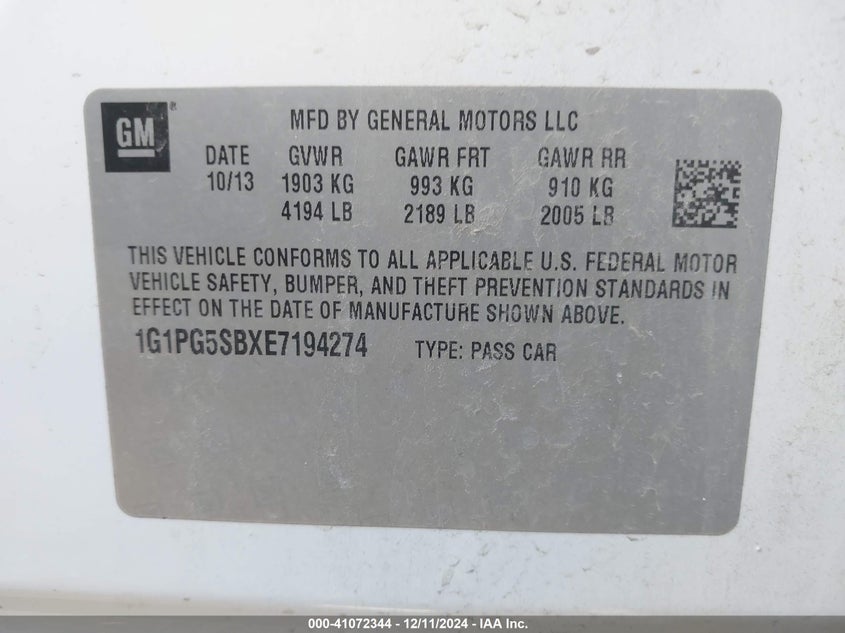 GM®
MFD BY GENERAL MOTORS LLC
DATE GVWR GAWR FRT GAWR RR
10/13 1903 KG 993 KG 910 KG
4194 LB 2189 LB 2005 LB
THIS VEHICLE CONFORMS TO ALL APPLICABLE U.S. FEDERAL MOTOR
VEHICLE SAFETY, BUMPER, AND THEFT PREVENTION STANDARDS IN
EFFECT ON THE DATE OF MANUFACTURE SHOWN ABOVE.
1G1PG5SBXE7194274 TYPE: PASS CAR
000-41072344 - 12/11/2024 - IAA Inc.